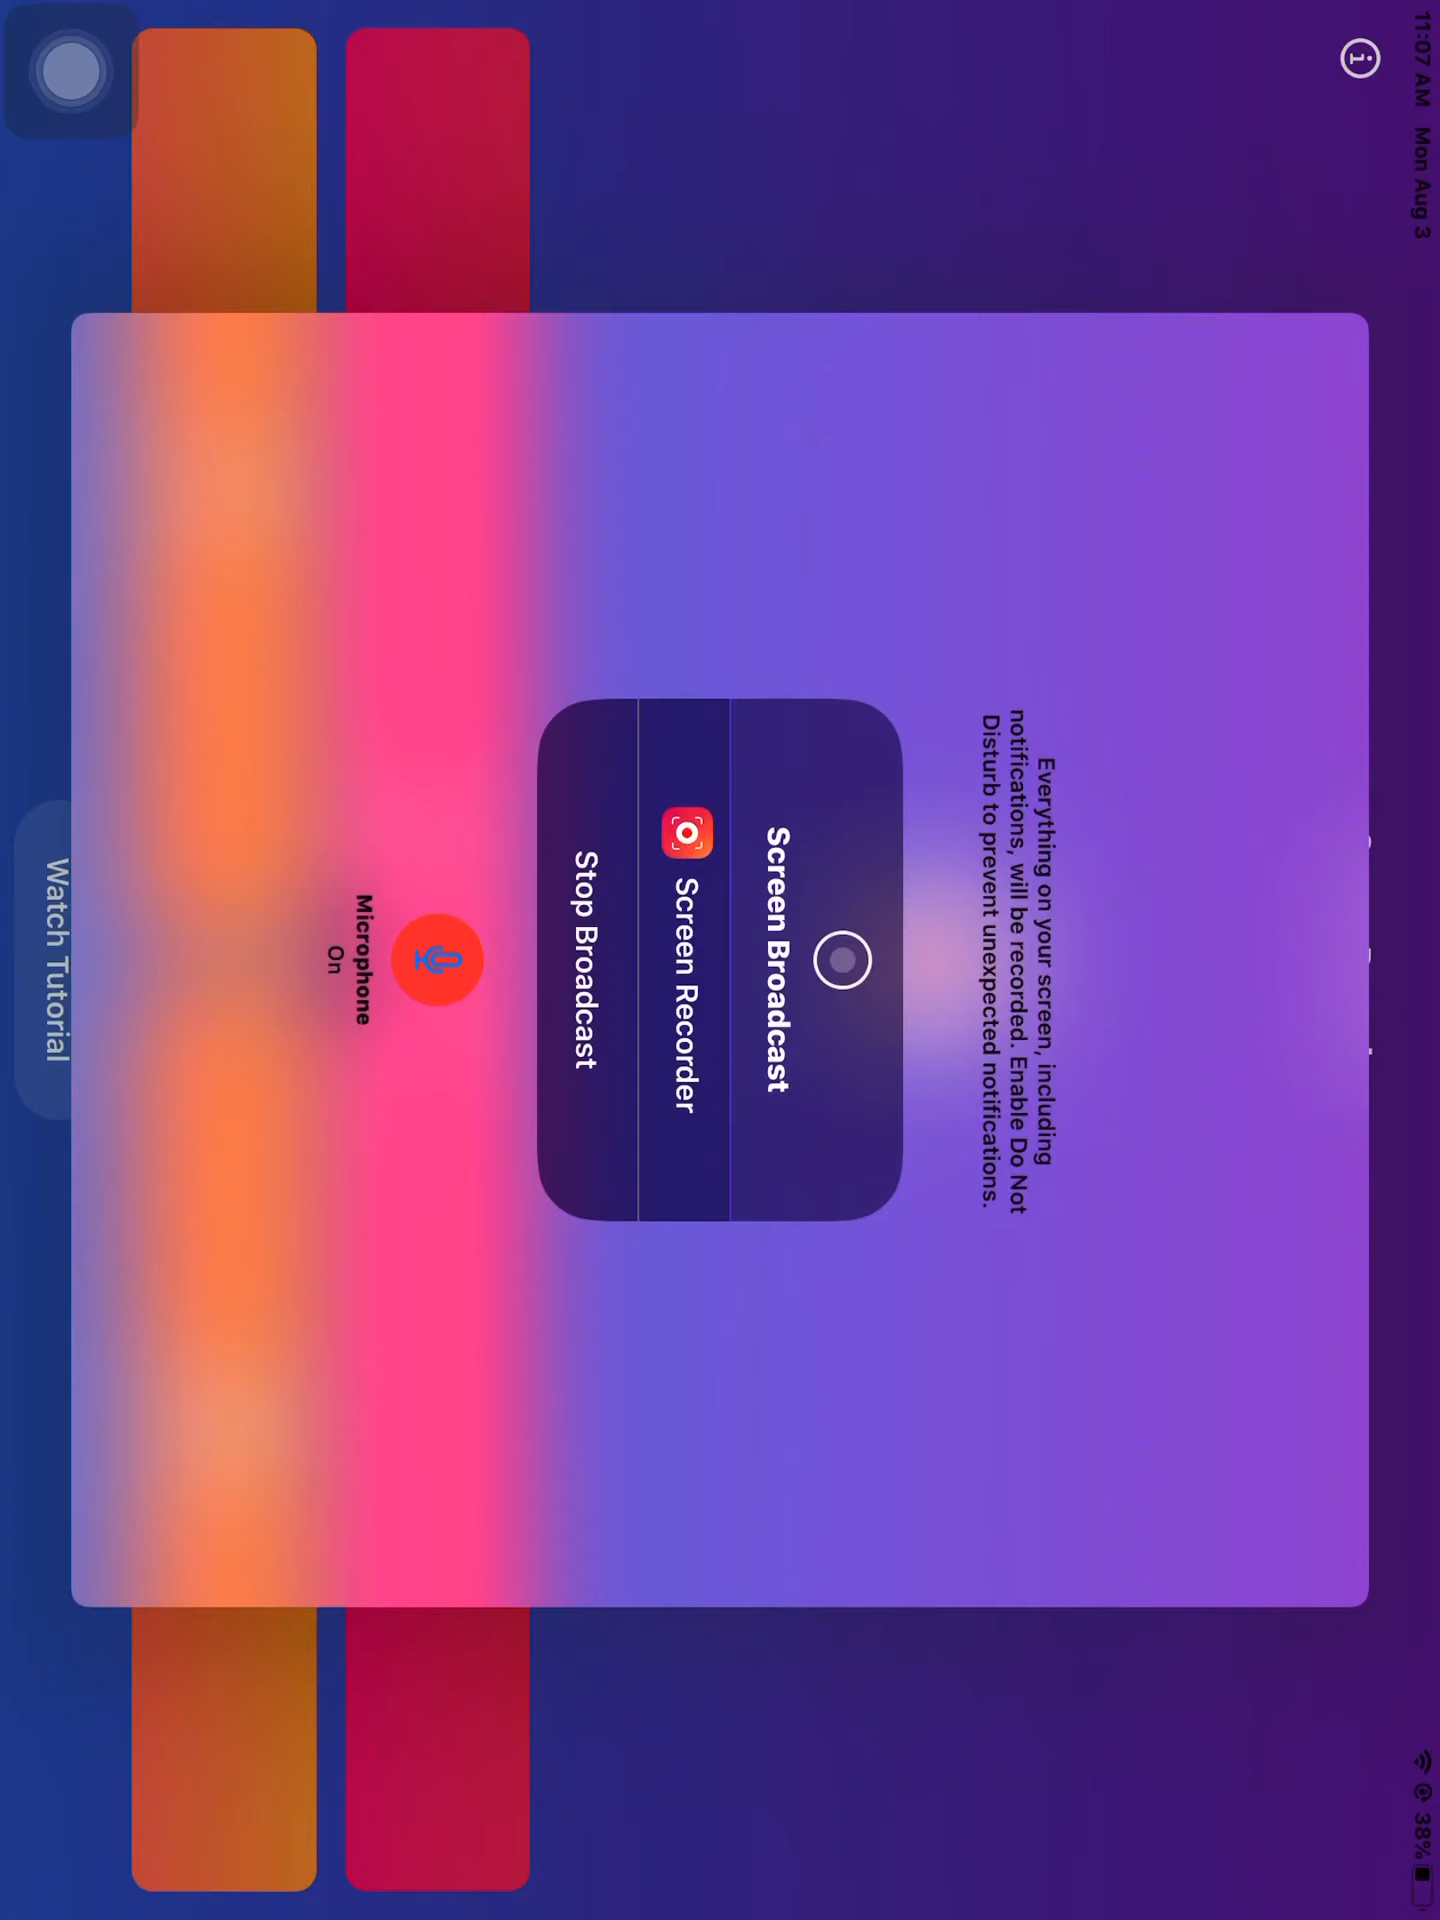 11:07 AM Mon Aug 3
38%
Everything on your screen, including
notifications, will be recorded. Enable Do Not
Disturb to prevent unexpected notifications.
Screen Broadcast
Screen Recorder
Stop Broadcast
Microphone
On
Watch Tutorial